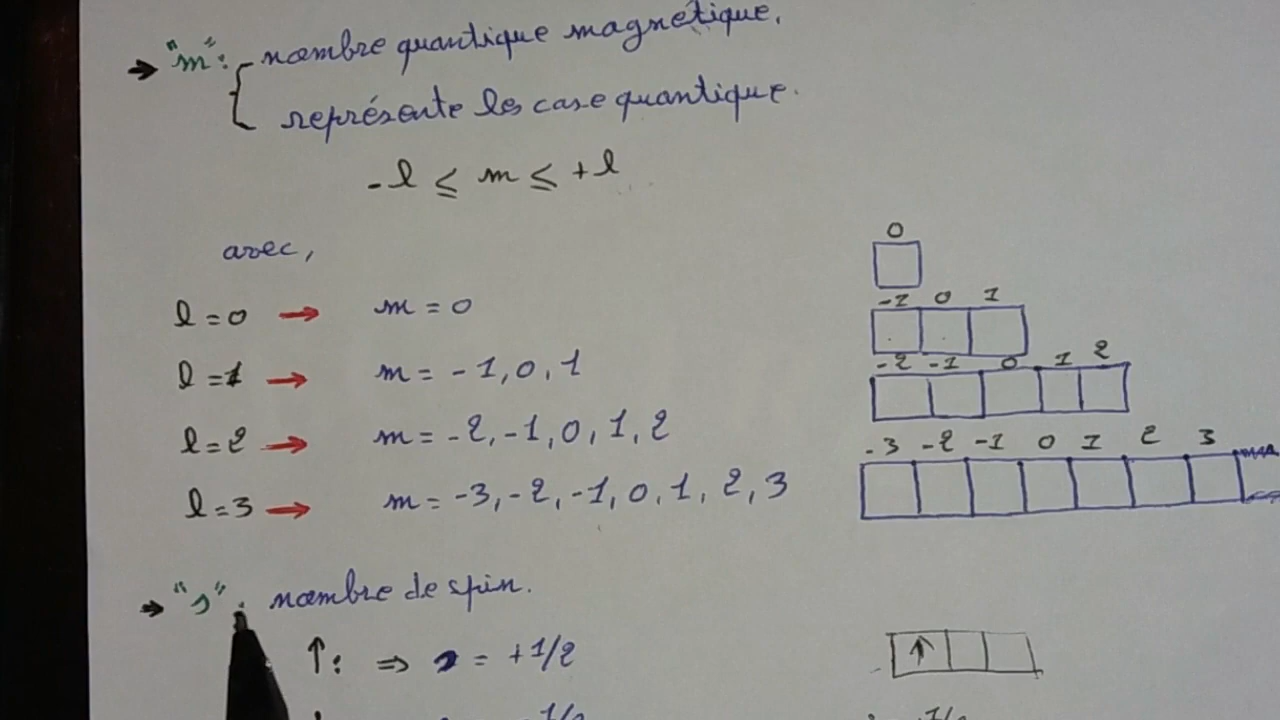 → "m": - nombre quantique magnétique.
représente les case quantique.
-l ≤ m ≤ +l
avec,
l=0 → m = 0
0
l=1 → m = -1,0,1
-1 0 1
l=2 → m = -2,-1,0,1,2
-2 -1 0 1 2
l=3 → m = -3,-2,-1,0,1,2,3
-3 -2 -1 0 1 2 3
→ "s": nombre de spin.
↑: ⇒ s = +1/2
↑